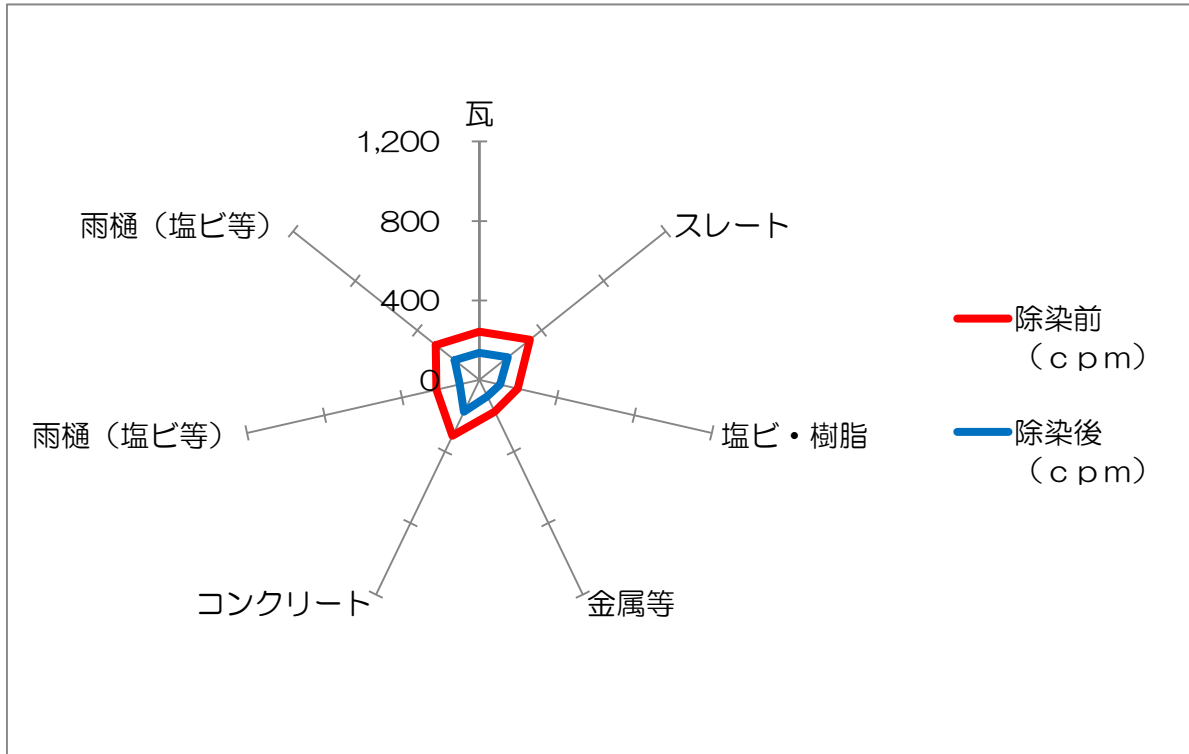 瓦
1,200
800
400
0
スレート
塩ビ・樹脂
金属等
コンクリート
雨樋（塩ビ等）
雨樋（塩ビ等）
除染前
（ｃｐｍ）
除染後
（ｃｐｍ）